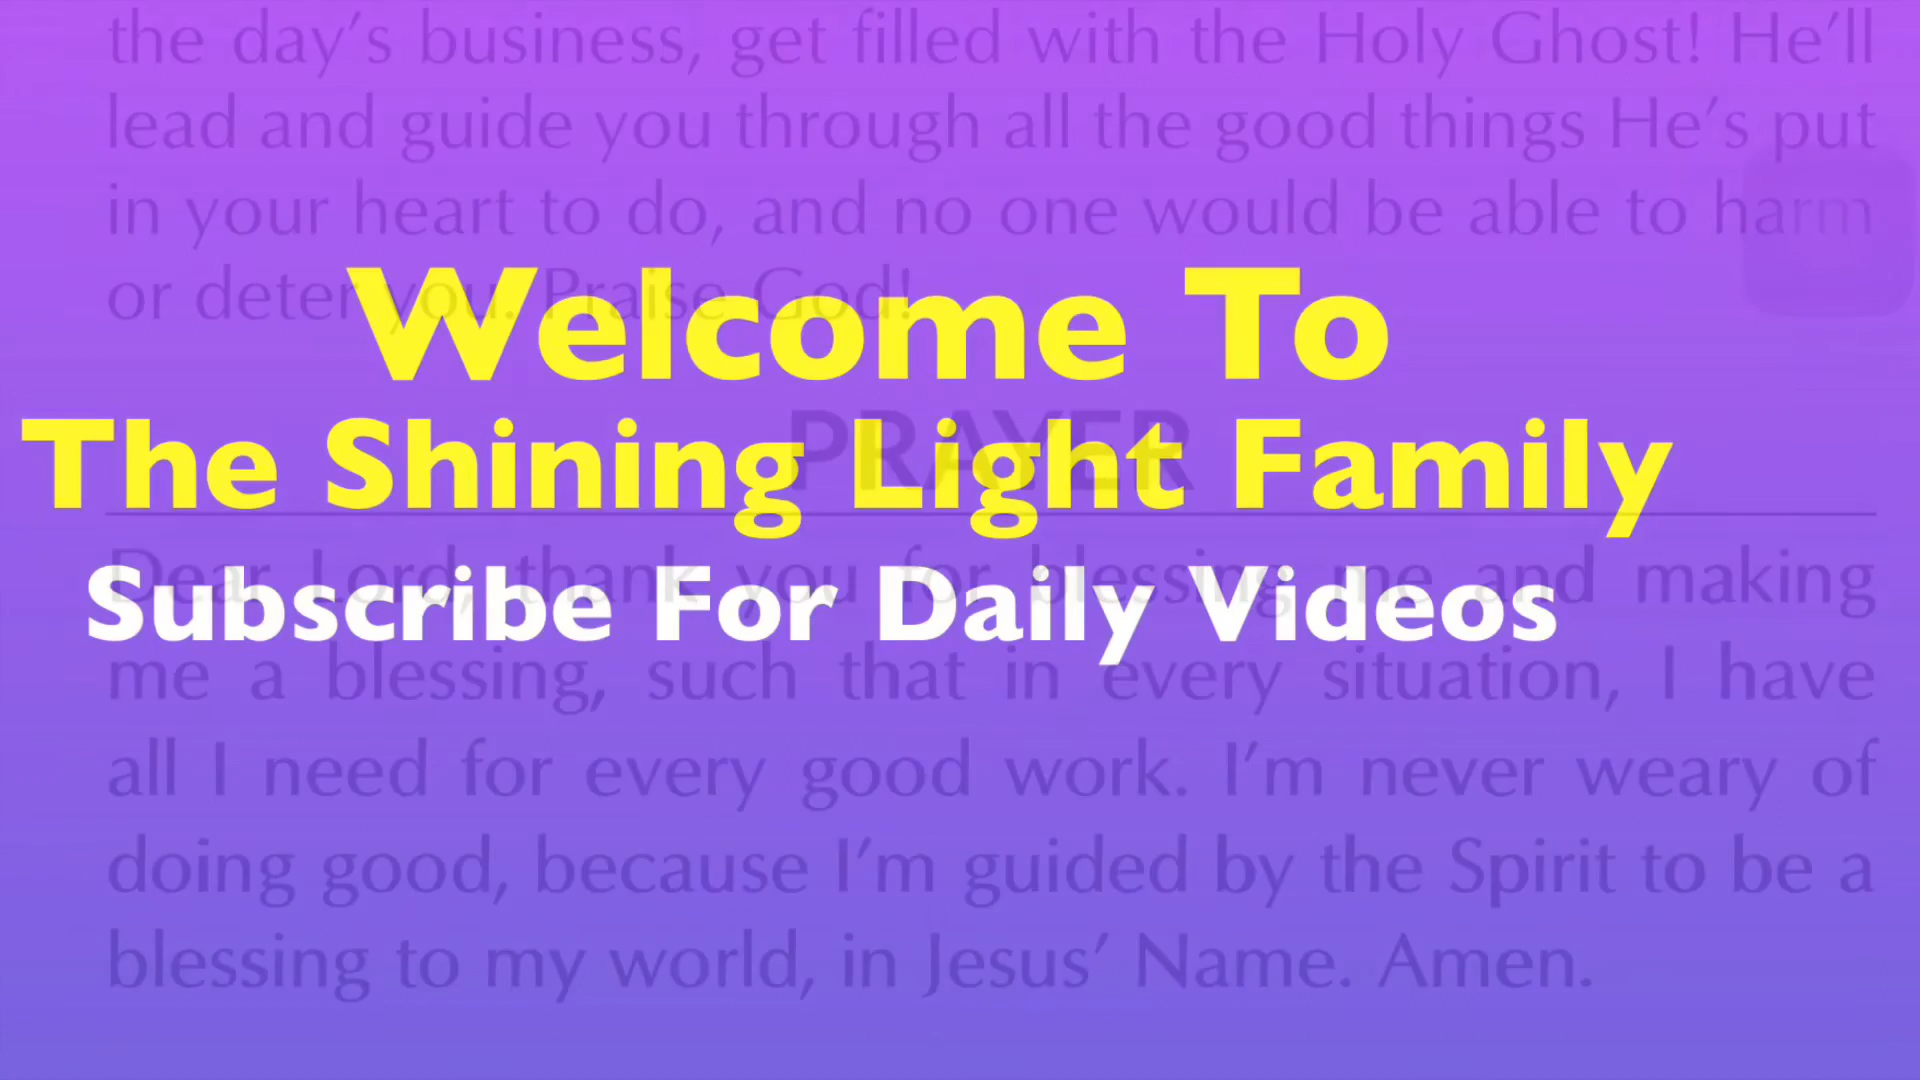 the day’s business, get filled with the Holy Ghost! He’ll
lead and guide you through all the good things He’s put
in your heart to do, and no one would be able to harm
or deter you. Praise God!
Welcome To
PRAYER
The Shining Light Family
Dear Lord, thank you for blessing me and making
Subscribe For Daily Videos
me a blessing, such that in every situation, I have
all I need for every good work. I’m never weary of
doing good, because I’m guided by the Spirit to be a
blessing to my world, in Jesus’ Name. Amen.